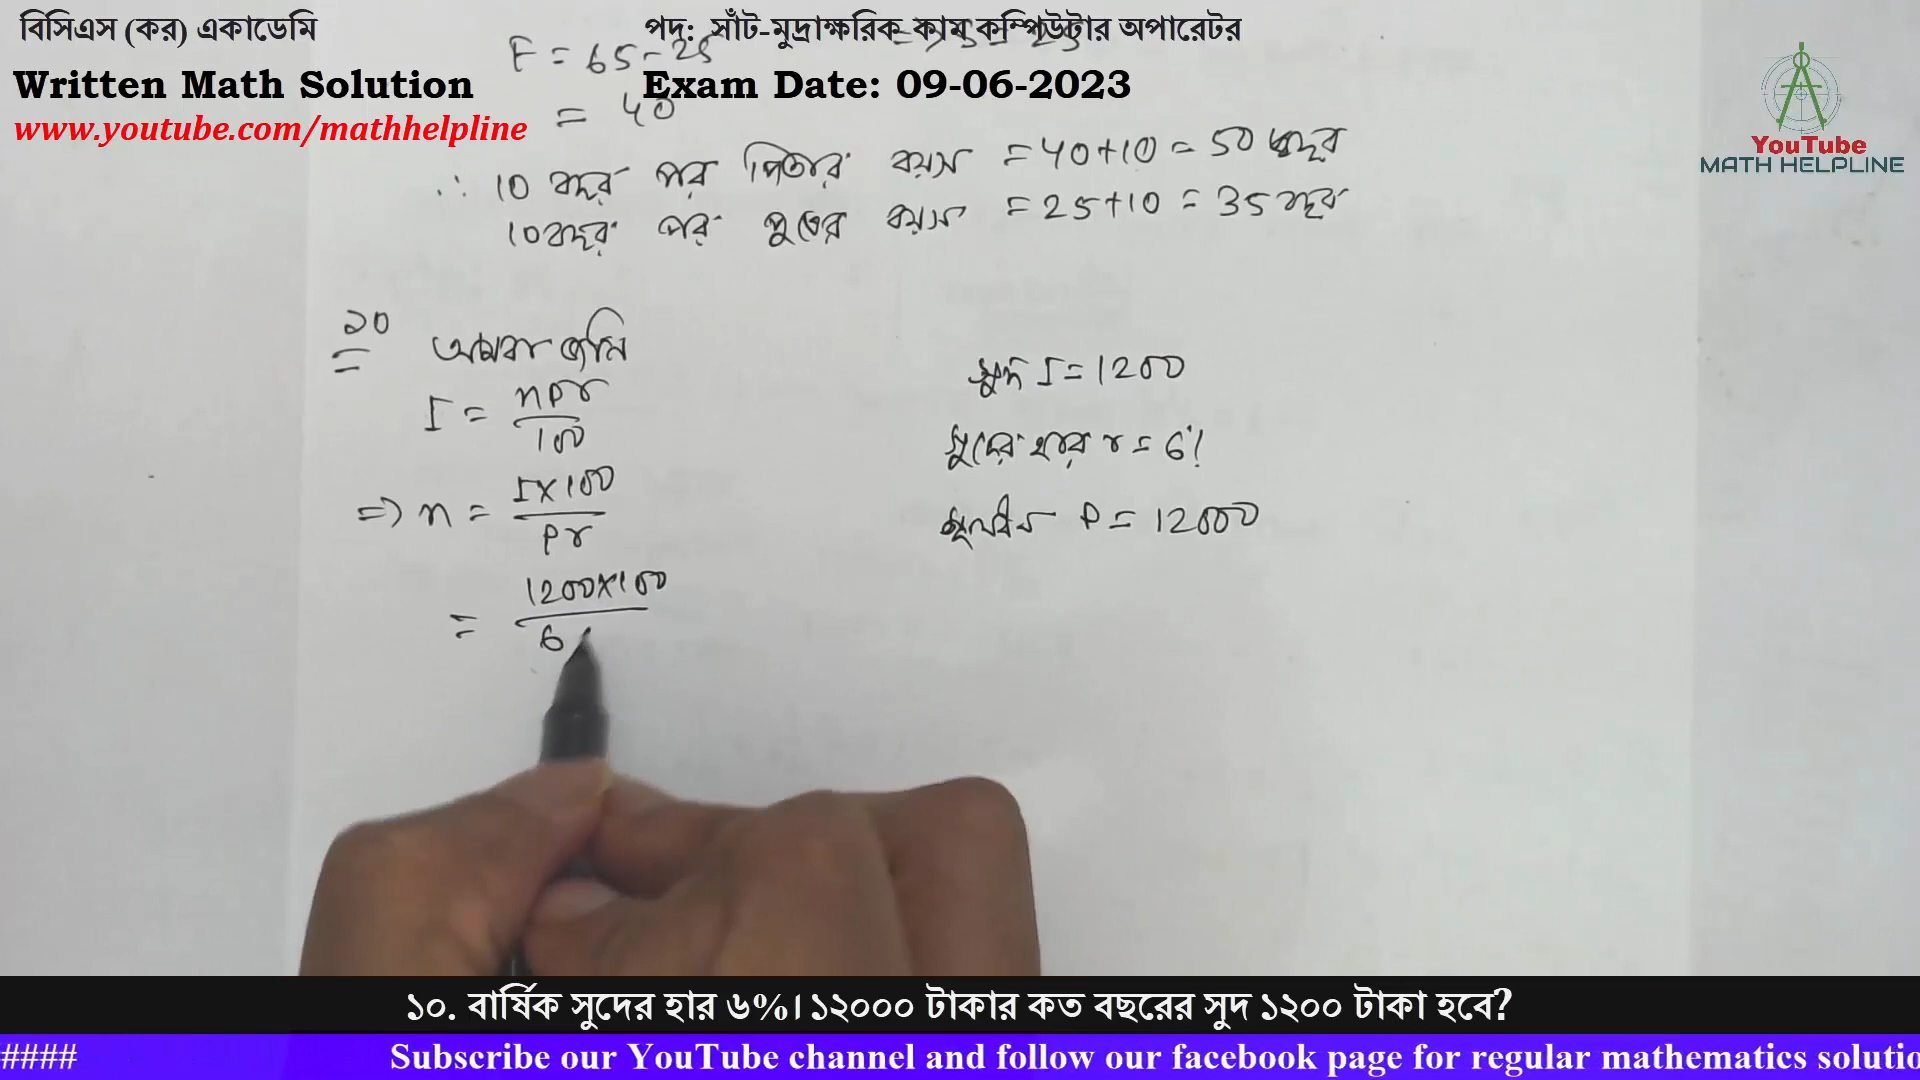 বিসিএস (কর) একাডেমি
পদ: সাঁট-মুদ্রাক্ষরিক কাম কম্পিউটার অপারেটর
Written Math Solution
Exam Date: 09-06-2023
www.youtube.com/mathhelpline
YouTube
MATH HELPLINE
F = 65 - 25
= 40
∴ 10 বছর পর পিতার বয়স = 40+10 = 50 বছর
10 বছর পর পুত্রের বয়স = 25+10 = 35 বছর
১০
আমরা জানি
I = npr/100
=> n = I×100/pr
= 1200×100/6
সুদ I = 1200
সুদের হার r = 6%
মূলধন P = 12000
১০. বার্ষিক সুদের হার ৬%। ১২০০০ টাকার কত বছরের সুদ ১২০০ টাকা হবে?
#### Subscribe our YouTube channel and follow our facebook page for regular mathematics solutio